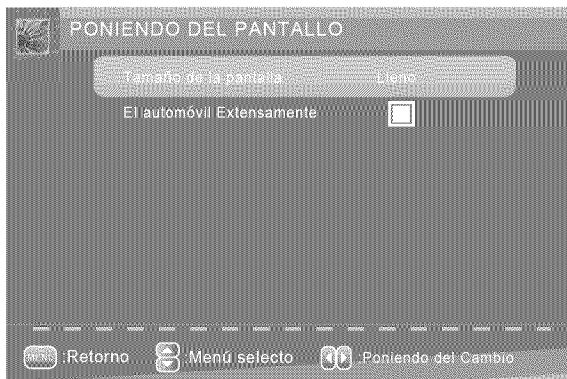 PONIENDO DEL PANTALLO
Tamaño de la pantalla Lleno
El automóvil Extensamente
MENU :Retorno :Menú selecto :Poniendo del Cambio